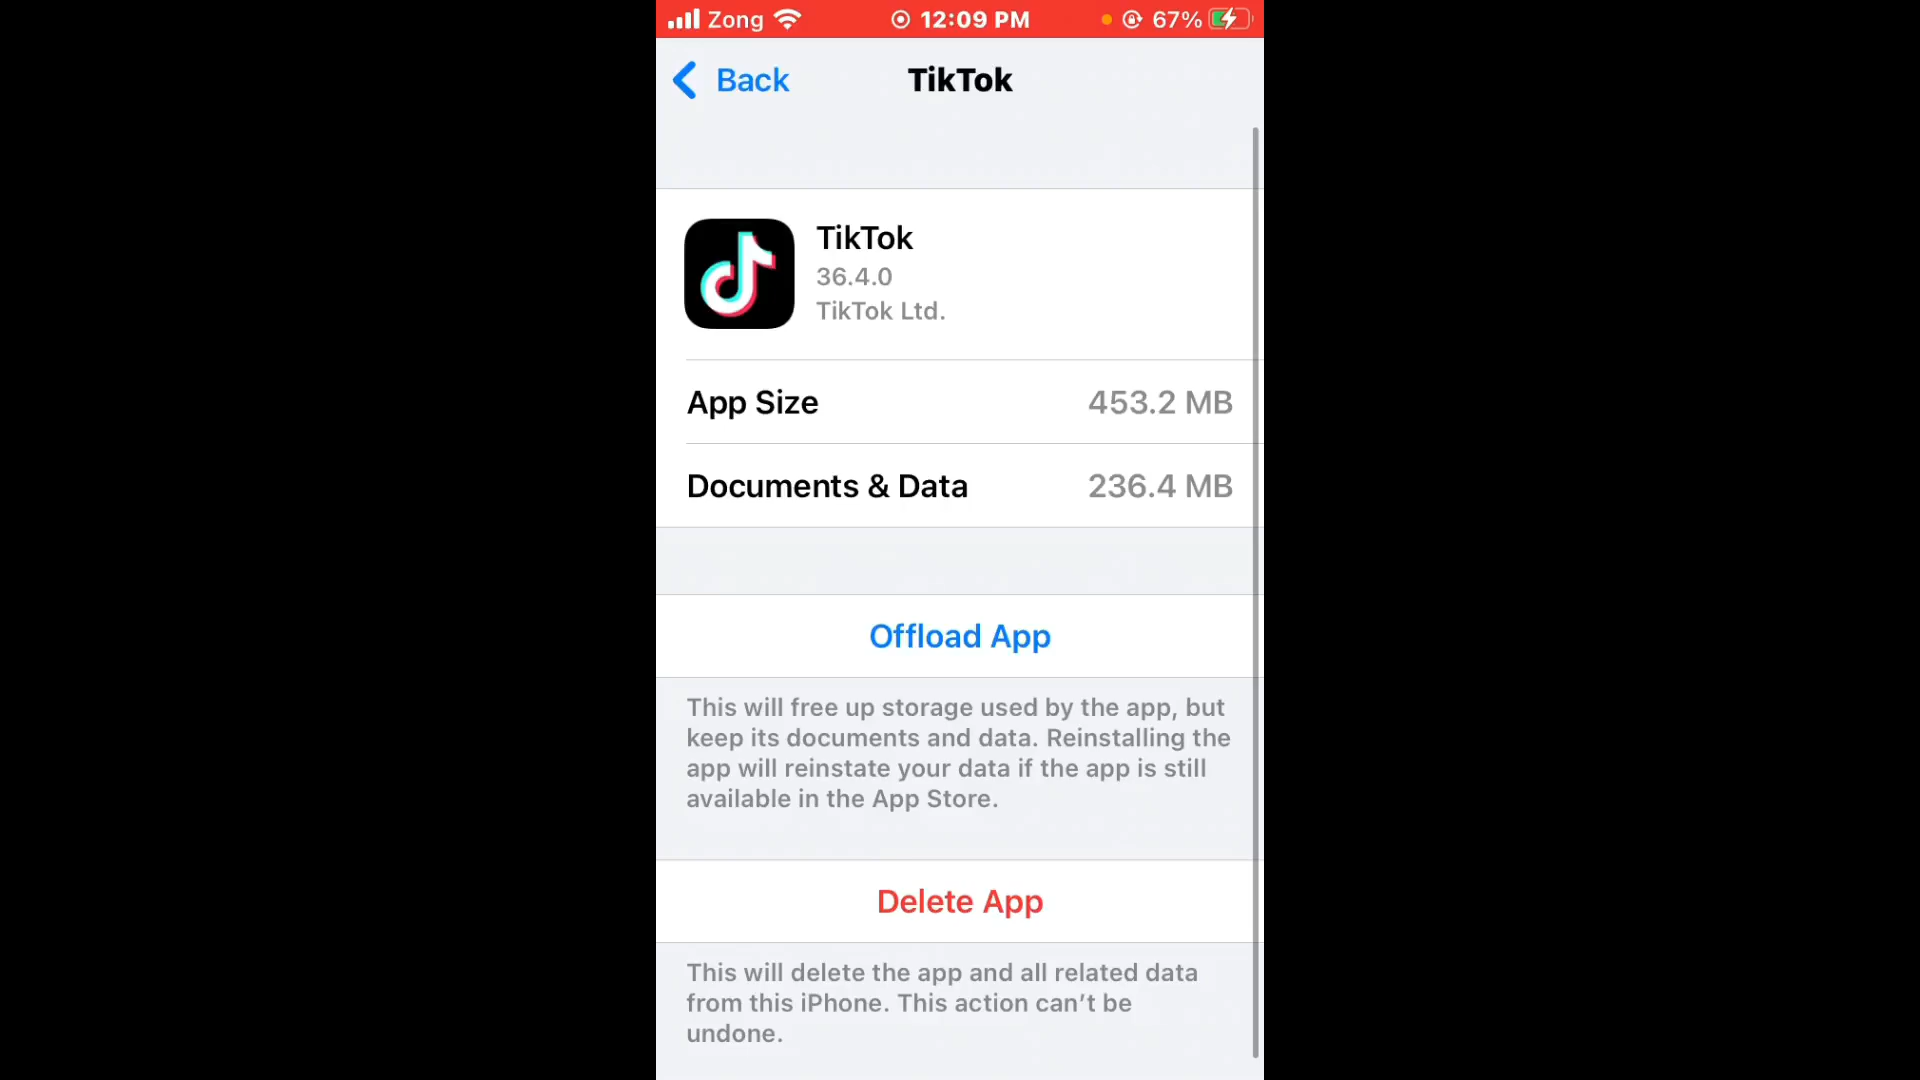 Zong 12:09 PM 67%
Back TikTok
TikTok
36.4.0
TikTok Ltd.
App Size 453.2 MB
Documents & Data 236.4 MB
Offload App
This will free up storage used by the app, but
keep its documents and data. Reinstalling the
app will reinstate your data if the app is still
available in the App Store.
Delete App
This will delete the app and all related data
from this iPhone. This action can’t be
undone.